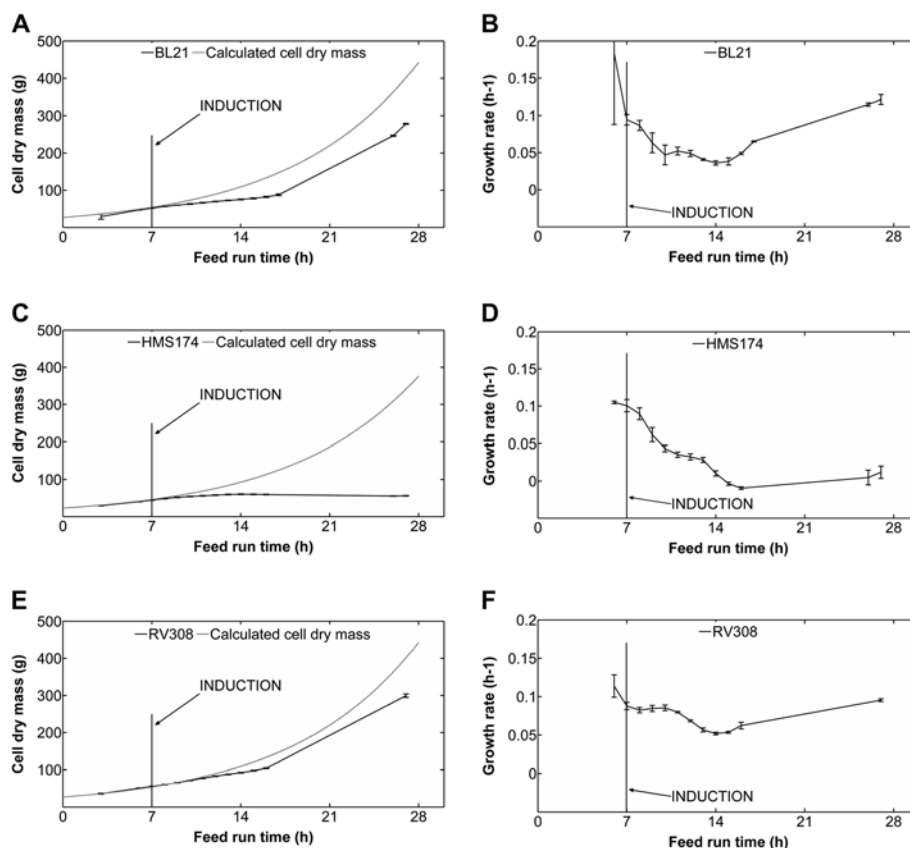 A
500
BL21 Calculated cell dry mass
400
300
200
100
Cell dry mass (g)
INDUCTION
0 7 14 21 28
Feed run time (h)
B
0.2
BL21
0.15
0.1
0.05
0
Growth rate (h-1)
INDUCTION
0 7 14 21 28
Feed run time (h)
C
500
HMS174 Calculated cell dry mass
400
300
200
100
Cell dry mass (g)
INDUCTION
0 7 14 21 28
Feed run time (h)
D
0.2
HMS174
0.15
0.1
0.05
0
Growth rate (h-1)
INDUCTION
0 7 14 21 28
Feed run time (h)
E
500
RV308 Calculated cell dry mass
400
300
200
100
Cell dry mass (g)
INDUCTION
0 7 14 21 28
Feed run time (h)
F
0.2
RV308
0.15
0.1
0.05
0
Growth rate (h-1)
INDUCTION
0 7 14 21 28
Feed run time (h)